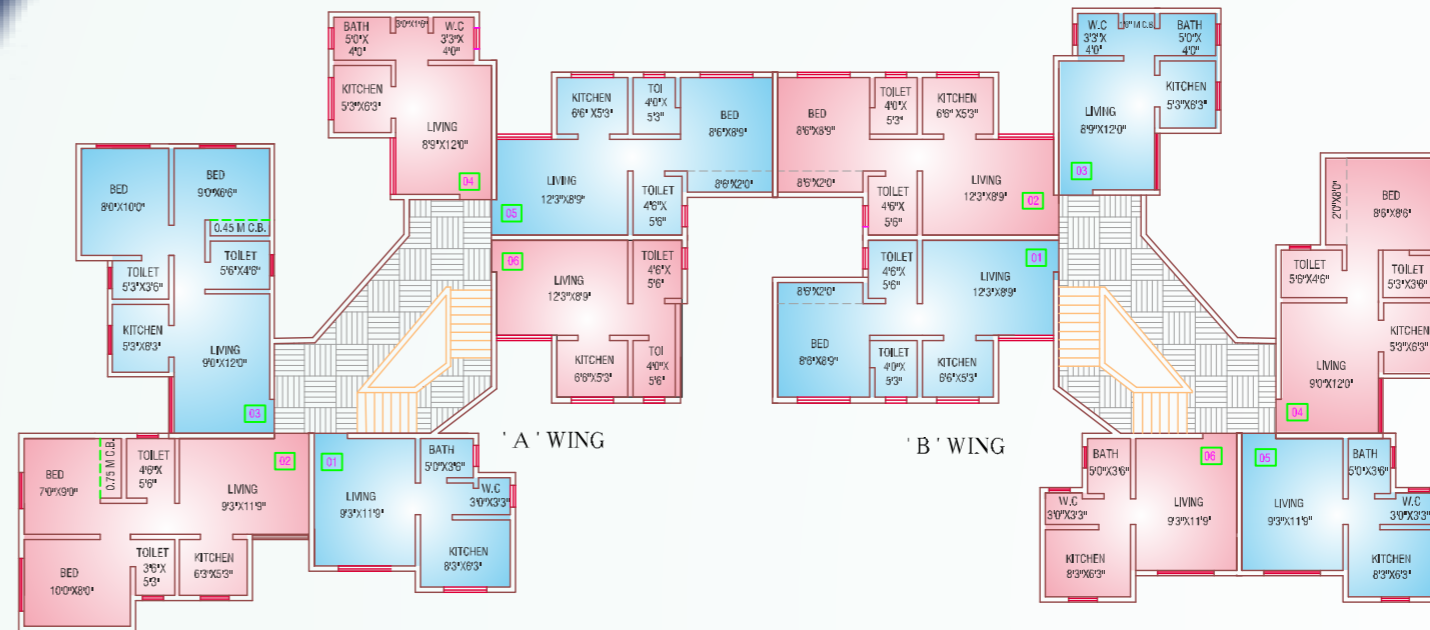 BATH
5'0"X
4'0"
3'0"X1'6"
W.C
3'3"X
4'0"
KITCHEN
5'3"X6'3"
LIVING
8'9"X12'0"
04
KITCHEN
6'6" X5'3"
TOI
4'0"X
5'3"
BED
8'6"X8'9"
8'6"X2'0"
LIVING
12'3"X8'9"
TOILET
4'6"X
5'6"
05
BED
8'6"X8'9"
8'6"X2'0"
TOILET
4'0"X
5'3"
KITCHEN
6'6" X5'3"
TOILET
4'6"X
5'6"
LIVING
12'3"X8'9"
02
W.C
3'3"X
4'0"
BATH
5'0"X
4'0"
KITCHEN
5'3"X6'3"
LIVING
8'9"X12'0"
03
BED
8'0"X10'0"
BED
9'0"X6'6"
0.45 M C.B.
TOILET
5'3"X3'6"
TOILET
5'6"X4'6"
KITCHEN
5'3"X6'3"
LIVING
9'0"X12'0"
03
06
LIVING
12'3"X8'9"
TOILET
4'6"X
5'6"
KITCHEN
6'6"X5'3"
TOI
4'0"X
5'6"
TOILET
4'6"X
5'6"
LIVING
12'3"X8'9"
01
8'6"X2'0"
BED
8'6"X8'9"
TOILET
4'0"X
5'3"
KITCHEN
6'6"X5'3"
2'0"X8'0"
BED
8'6"X8'6"
TOILET
5'6"X4'6"
TOILET
5'3"X3'6"
KITCHEN
5'3"X6'3"
LIVING
9'0"X12'0"
04
' A ' WING
' B ' WING
BED
7'0"X9'0"
0.75 M C.B.
TOILET
4'6"X
5'6"
02
LIVING
9'3"X11'9"
BED
10'0"X8'0"
TOILET
3'6"X
5'3"
KITCHEN
6'3"X5'3"
01
LIVING
9'3"X11'9"
BATH
5'0"X3'6"
W.C
3'0"X3'3"
KITCHEN
8'3"X6'3"
BATH
5'0"X3'6"
06
W.C
3'0"X3'3"
LIVING
9'3"X11'9"
KITCHEN
8'3"X6'3"
05
LIVING
9'3"X11'9"
BATH
5'0"X3'6"
W.C
3'0"X3'3"
KITCHEN
8'3"X6'3"